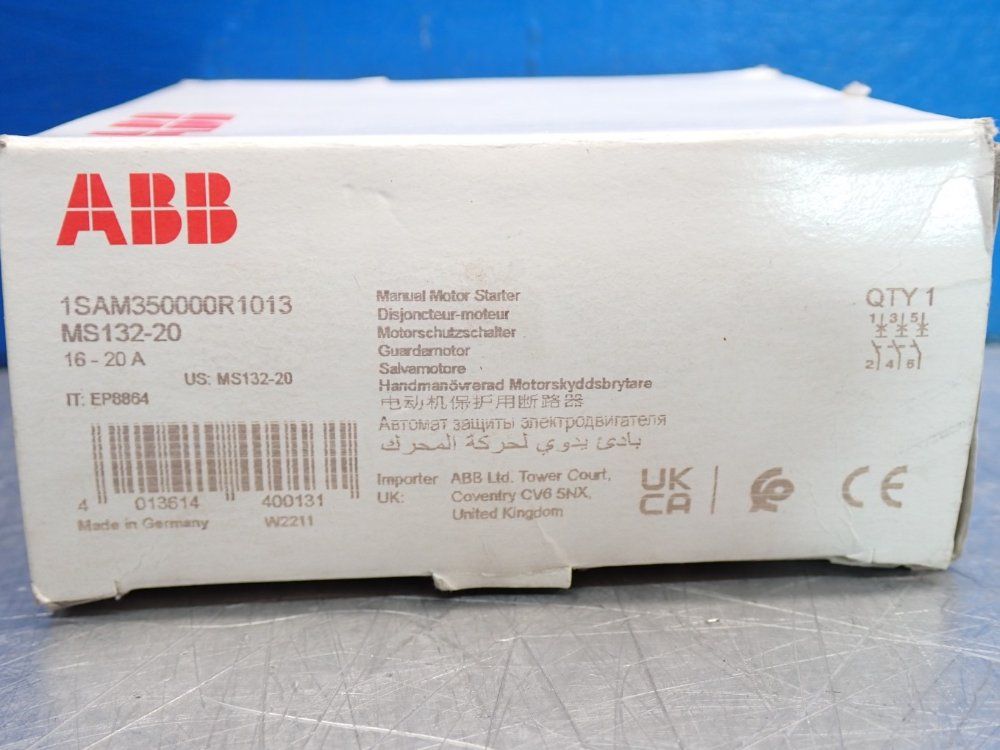 ABB
1SAM350000R1013
MS132-20
16 - 20 A
US: MS132-20
IT: EP8864
4 013614 400131
Made in Germany W2211
Manual Motor Starter
Disjoncteur-moteur
Motorschutzschalter
Guardamotor
Salvamotore
Handmanövrerad Motorskyddsbrytare
电动机保护用断路器
Автомат защиты электродвигателя
بادئ يدوي لحركة المحرك
Importer UK: ABB Ltd. Tower Court,
Coventry CV6 5NX,
United Kingdom
UK
CA
CE
QTY 1
1 3 5
2 4 6